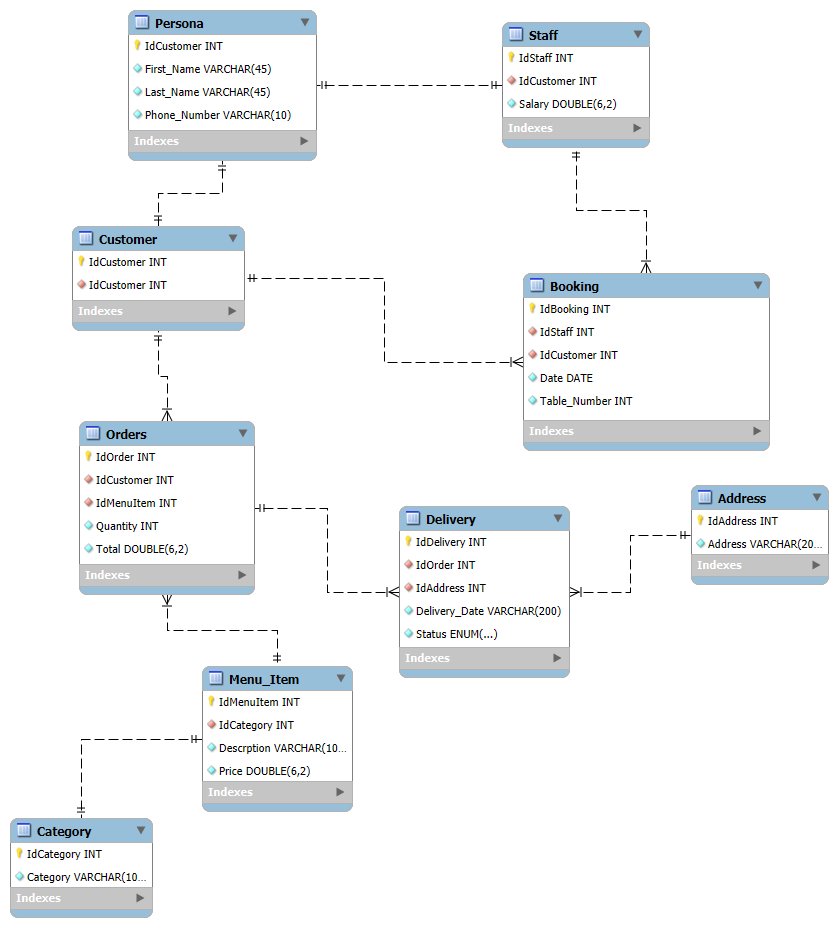 Persona
IdCustomer INT
First_Name VARCHAR(45)
Last_Name VARCHAR(45)
Phone_Number VARCHAR(10)
Indexes
Staff
IdStaff INT
IdCustomer INT
Salary DOUBLE(6,2)
Indexes
Customer
IdCustomer INT
IdCustomer INT
Indexes
Booking
IdBooking INT
IdStaff INT
IdCustomer INT
Date DATE
Table_Number INT
Indexes
Orders
IdOrder INT
IdCustomer INT
IdMenuItem INT
Quantity INT
Total DOUBLE(6,2)
Indexes
Delivery
IdDelivery INT
IdOrder INT
IdAddress INT
Delivery_Date VARCHAR(200)
Status ENUM(...)
Indexes
Address
IdAddress INT
Address VARCHAR(20...
Indexes
Menu_Item
IdMenuItem INT
IdCategory INT
Descrption VARCHAR(10...
Price DOUBLE(6,2)
Indexes
Category
IdCategory INT
Category VARCHAR(10...
Indexes